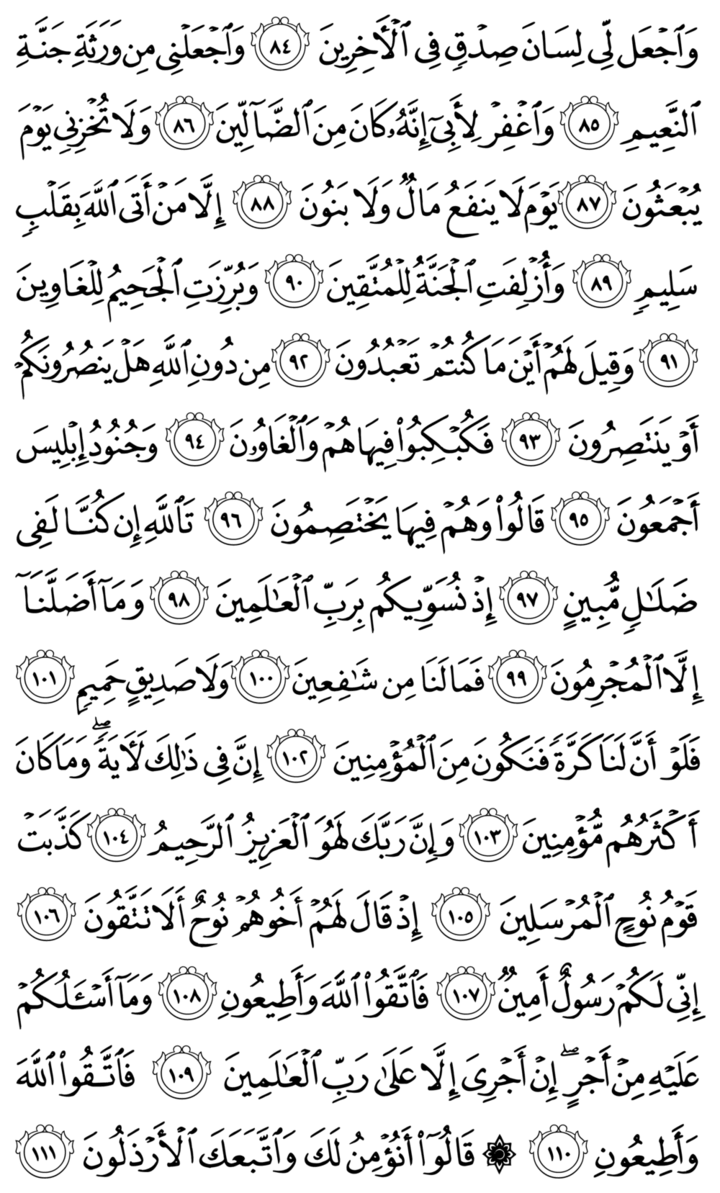 وَٱجۡعَل لِّي لِسَانَ صِدۡقٖ فِي ٱلۡأٓخِرِينَ ٨٤ وَٱجۡعَلۡنِي مِن وَرَثَةِ جَنَّةِ
ٱلنَّعِيمِ ٨٥ وَٱغۡفِرۡ لِأَبِيٓ إِنَّهُۥ كَانَ مِنَ ٱلضَّآلِّينَ ٨٦ وَلَا تُخۡزِنِي يَوۡمَ
يُبۡعَثُونَ ٨٧ يَوۡمَ لَا يَنفَعُ مَالٞ وَلَا بَنُونَ ٨٨ إِلَّا مَنۡ أَتَى ٱللَّهَ بِقَلۡبٖ
سَلِيمٖ ٨٩ وَأُزۡلِفَتِ ٱلۡجَنَّةُ لِلۡمُتَّقِينَ ٩٠ وَبُرِّزَتِ ٱلۡجَحِيمُ لِلۡغَاوِينَ
٩١ وَقِيلَ لَهُمۡ أَيۡنَ مَا كُنتُمۡ تَعۡبُدُونَ ٩٢ مِن دُونِ ٱللَّهِ هَلۡ يَنصُرُونَكُمۡ
أَوۡ يَنتَصِرُونَ ٩٣ فَكُبۡكِبُواْ فِيهَا هُمۡ وَٱلۡغَاوُۥنَ ٩٤ وَجُنُودُ إِبۡلِيسَ
أَجۡمَعُونَ ٩٥ قَالُواْ وَهُمۡ فِيهَا يَخۡتَصِمُونَ ٩٦ تَٱللَّهِ إِن كُنَّا لَفِي
ضَلَٰلٖ مُّبِينٍ ٩٧ إِذۡ نُسَوِّيكُم بِرَبِّ ٱلۡعَٰلَمِينَ ٩٨ وَمَآ أَضَلَّنَآ
إِلَّا ٱلۡمُجۡرِمُونَ ٩٩ فَمَا لَنَا مِن شَٰفِعِينَ ١٠٠ وَلَا صَدِيقٍ حَمِيمٖ ١٠١
فَلَوۡ أَنَّ لَنَا كَرَّةٗ فَنَكُونَ مِنَ ٱلۡمُؤۡمِنِينَ ١٠٢ إِنَّ فِي ذَٰلِكَ لَأٓيَةٗۖ وَمَا كَانَ
أَكۡثَرُهُم مُّؤۡمِنِينَ ١٠٣ وَإِنَّ رَبَّكَ لَهُوَ ٱلۡعَزِيزُ ٱلرَّحِيمُ ١٠٤ كَذَّبَتۡ
قَوۡمُ نُوحٍ ٱلۡمُرۡسَلِينَ ١٠٥ إِذۡ قَالَ لَهُمۡ أَخُوهُمۡ نُوحٌ أَلَا تَتَّقُونَ ١٠٦
إِنِّي لَكُمۡ رَسُولٌ أَمِينٞ ١٠٧ فَٱتَّقُواْ ٱللَّهَ وَأَطِيعُونِ ١٠٨ وَمَآ أَسۡـَٔلُكُمۡ
عَلَيۡهِ مِنۡ أَجۡرٍۖ إِنۡ أَجۡرِيَ إِلَّا عَلَىٰ رَبِّ ٱلۡعَٰلَمِينَ ١٠٩ فَٱتَّقُواْ ٱللَّهَ
وَأَطِيعُونِ ١١٠ ۞ قَالُوٓاْ أَنُؤۡمِنُ لَكَ وَٱتَّبَعَكَ ٱلۡأَرۡذَلُونَ ١١١